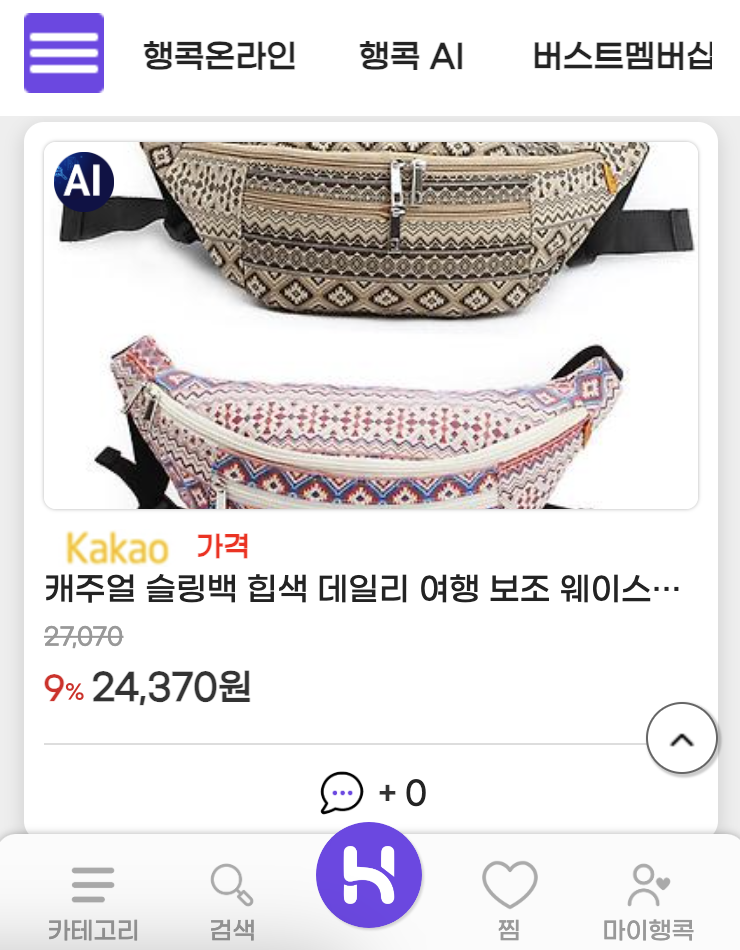 행콕온라인 행콕 AI 버스트멤버십
AI
Kakao 가격
캐주얼 슬링백 힙색 데일리 여행 보조 웨이스…
27,070
9% 24,370원
+ 0
카테고리 검색 찜 마이행콕